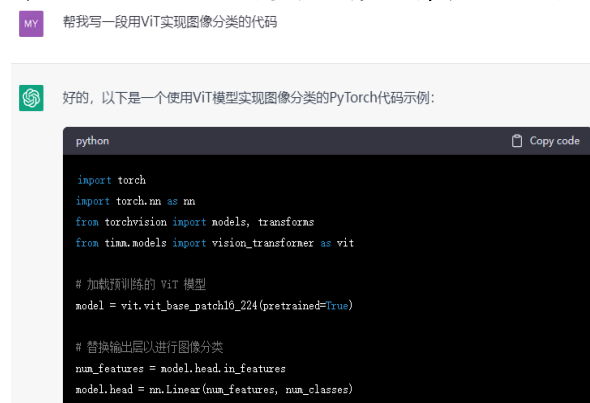 MY
帮我写一段用ViT实现图像分类的代码
好的，以下是一个使用ViT模型实现图像分类的PyTorch代码示例：
python
Copy code
import torch
import torch.nn as nn
from torchvision import models, transforms
from timm.models import vision_transformer as vit
# 加载预训练的 ViT 模型
model = vit.vit_base_patch16_224(pretrained=True)
# 替换输出层以进行图像分类
num_features = model.head.in_features
model.head = nn.Linear(num_features, num_classes)